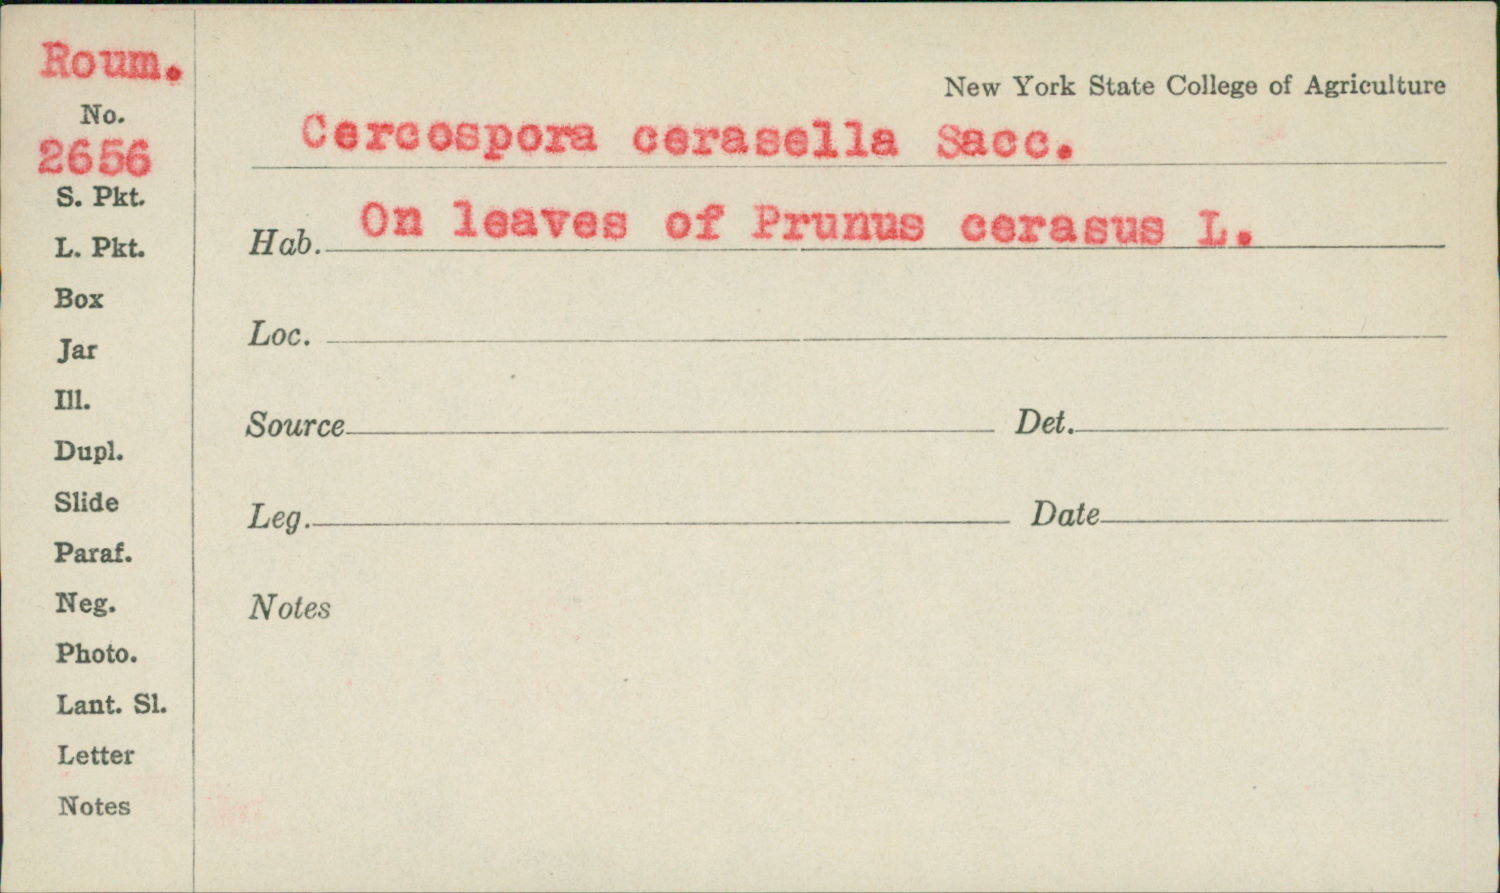 Roum.
No.
2656
S. Pkt.
L. Pkt.
Box
Jar
Ill.
Dupl.
Slide
Paraf.
Neg.
Photo.
Lant. Sl.
Letter
Notes
New York State College of Agriculture
Cercospora cerasella Sacc.
Hab. On leaves of Prunus cerasus L.
Loc.
Source Det.
Leg. Date
Notes